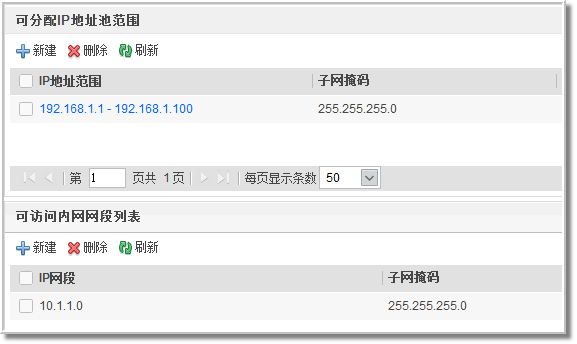 可分配IP地址池范围
新建 删除 刷新
IP地址范围 子网掩码
192.168.1.1 - 192.168.1.100 255.255.255.0
第 1 页共 1 页 每页显示条数 50
可访问内网网段列表
新建 删除 刷新
IP网段 子网掩码
10.1.1.0 255.255.255.0